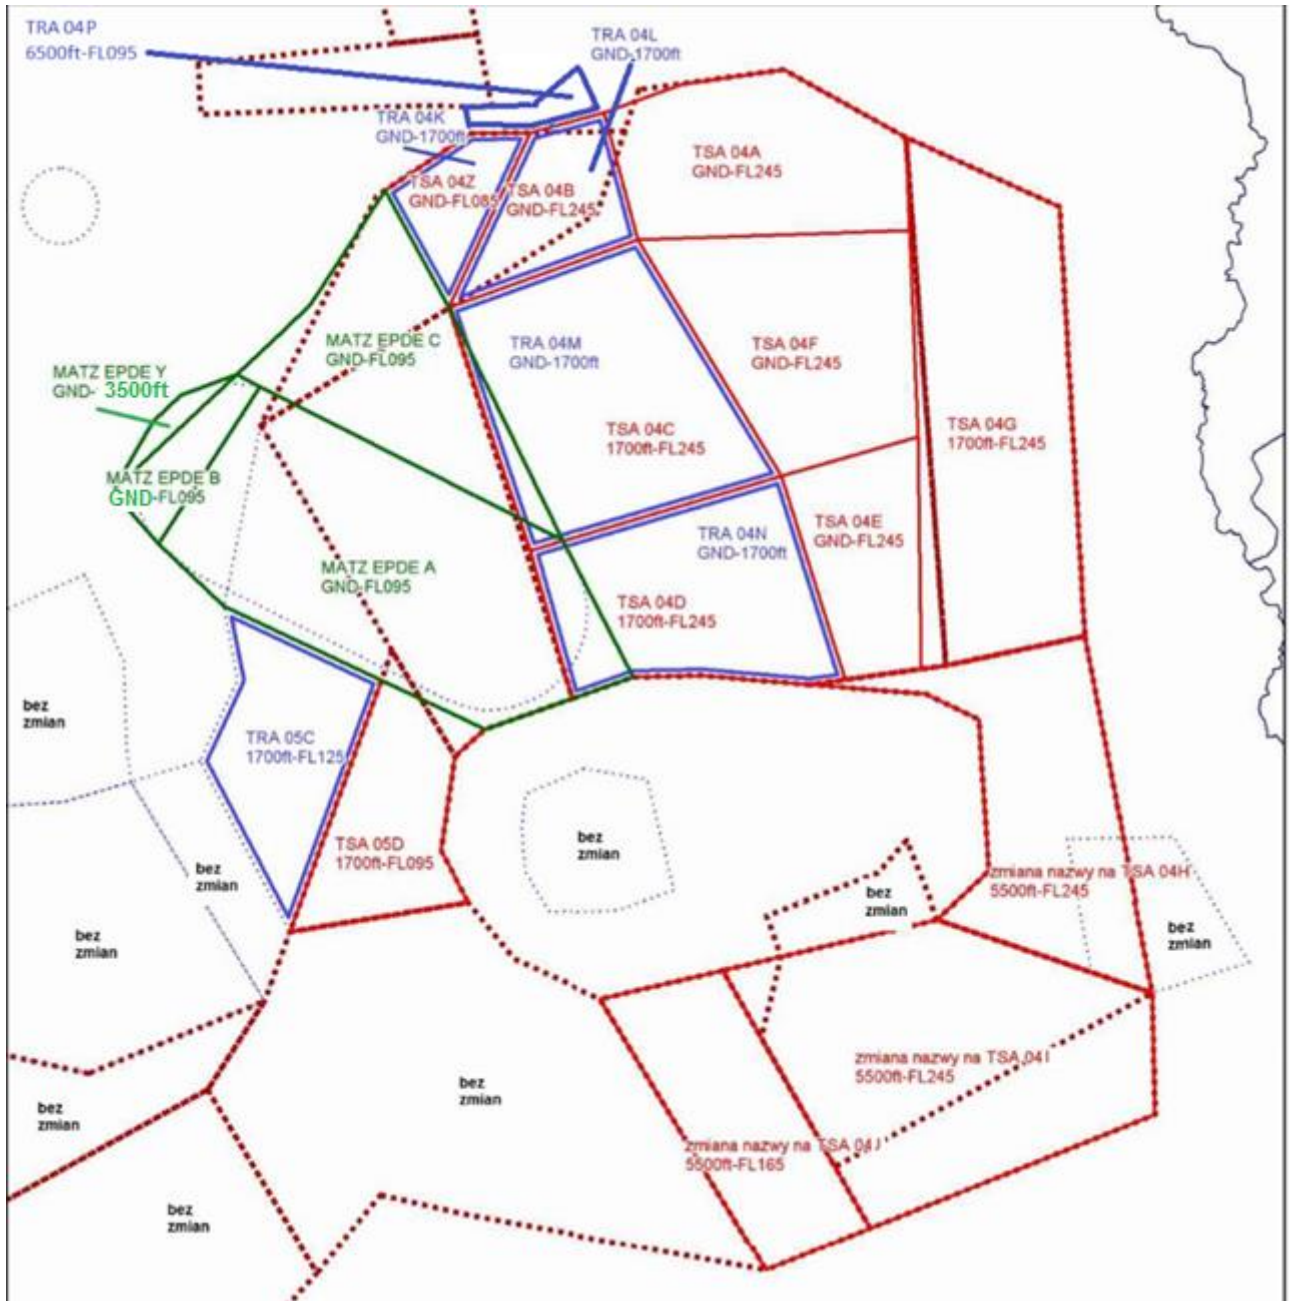 TRA 04P
6500ft-FL095
TRA 04L
GND-1700ft
TRA 04K
GND-1700ft
TSA 04A
GND-FL245
TSA 04Z
GND-FL085
TSA 04B
GND-FL245
MATZ EPDE C
GND-FL095
TRA 04M
GND-1700ft
TSA 04F
GND-FL245
MATZ EPDE Y
GND- 3500ft
TSA 04C
1700ft-FL245
TSA 04G
1700ft-FL245
MATZ EPDE B
GND-FL095
TRA 04N
GND-1700ft
TSA 04E
GND-FL245
MATZ EPDE A
GND-FL095
TSA 04D
1700ft-FL245
bez
zmian
TRA 05C
1700ft-FL125
TSA 05D
1700ft-FL095
bez
zmian
bez
zmian
zmiana nazwy na TSA 04H
5500ft-FL245
bez
zmian
bez
zmian
bez
zmian
bez
zmian
zmiana nazwy na TSA 04I
5500ft-FL245
bez
zmian
bez
zmian
zmiana nazwy na TSA 04J
5500ft-FL165
bez
zmian